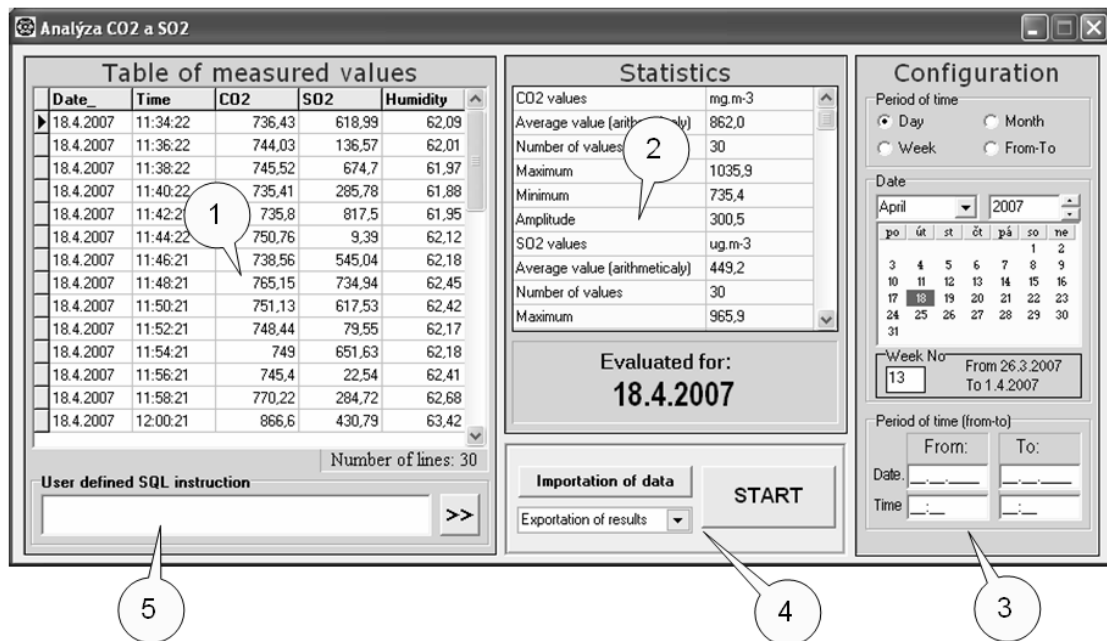 Analýza CO2 a SO2
Table of measured values
Date_ Time CO2 SO2 Humidity
18.4.2007 11:34:22 736,43 618,99 62,09
18.4.2007 11:36:22 744,03 136,57 62,01
18.4.2007 11:38:22 745,52 674,7 61,97
18.4.2007 11:40:22 735,41 285,78 61,88
18.4.2007 11:42:2 735,8 817,5 61,95
18.4.2007 11:44:22 750,76 9,39 62,12
18.4.2007 11:46:21 738,56 545,04 62,18
18.4.2007 11:48:21 765,15 734,94 62,45
18.4.2007 11:50:21 751,13 617,53 62,42
18.4.2007 11:52:21 748,44 79,55 62,17
18.4.2007 11:54:21 749 651,63 62,18
18.4.2007 11:56:21 745,4 22,54 62,41
18.4.2007 11:58:21 770,22 284,72 62,68
18.4.2007 12:00:21 866,6 430,79 63,42
Number of lines: 30
User defined SQL instruction
>>
1
5
Statistics
CO2 values mg.m-3
Average value (arithmeticaly) 862,0
Number of values 30
Maximum 1035,9
Minimum 735,4
Amplitude 300,5
SO2 values ug.m-3
Average value (arithmeticaly) 449,2
Number of values 30
Maximum 965,9
2
Evaluated for:
18.4.2007
Importation of data
Exportation of results
START
4
Configuration
Period of time
Day Month
Week From-To
Date
April 2007
po út st čt pá so ne
1 2
3 4 5 6 7 8 9
10 11 12 13 14 15 16
17 18 19 20 21 22 23
24 25 26 27 28 29 30
31
Week No
13
From 26.3.2007
To 1.4.2007
Period of time (from-to)
From: To:
Date. __.__.____ __.__.____
Time __:__ __:__
3